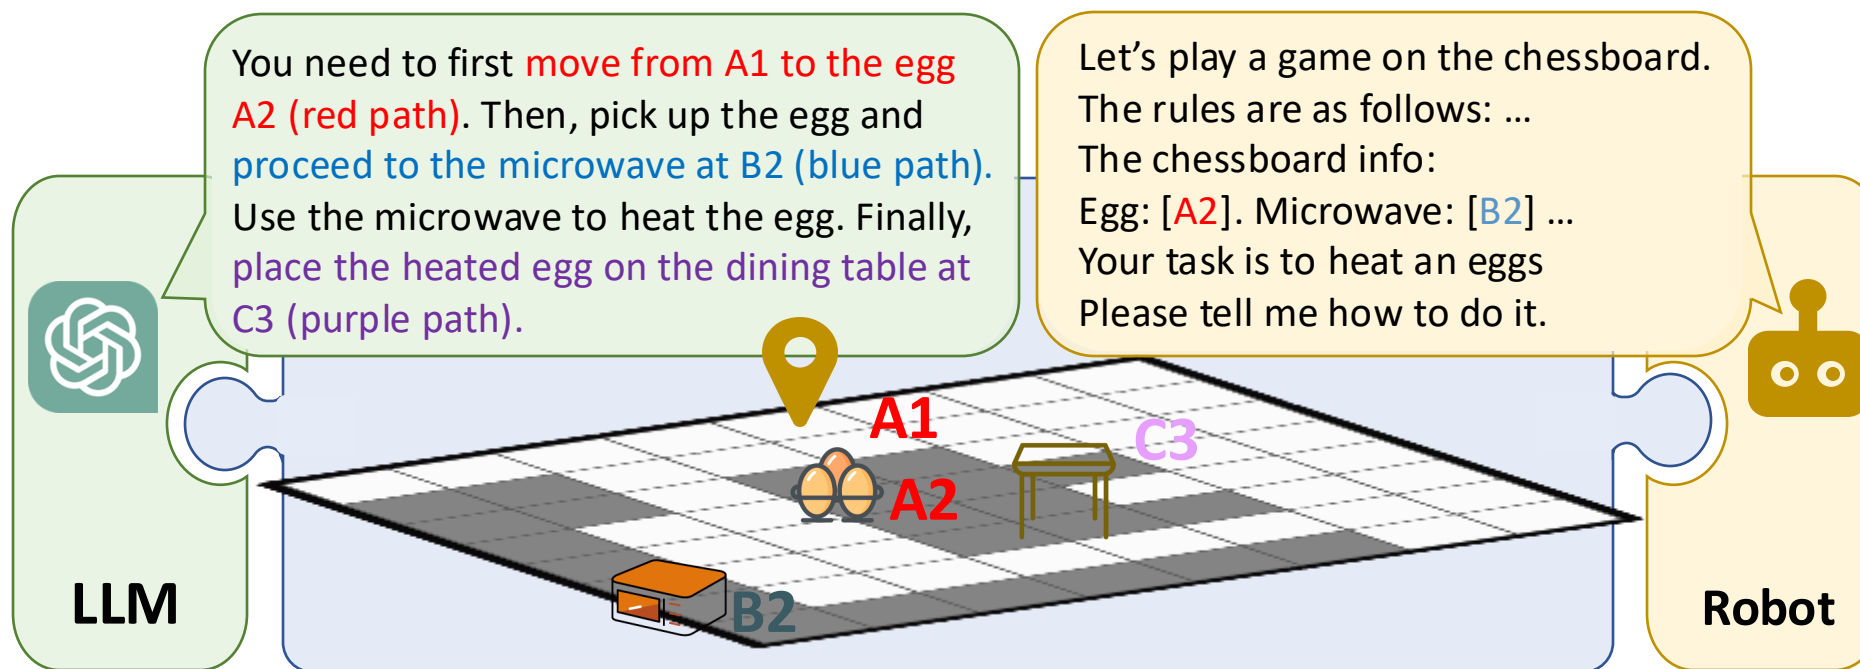 You need to first move from A1 to the egg
A2 (red path). Then, pick up the egg and
proceed to the microwave at B2 (blue path).
Use the microwave to heat the egg. Finally,
place the heated egg on the dining table at
C3 (purple path).
Let’s play a game on the chessboard.
The rules are as follows: ...
The chessboard info:
Egg: [A2]. Microwave: [B2] ...
Your task is to heat an eggs
Please tell me how to do it.
A1
C3
A2
B2
LLM
Robot